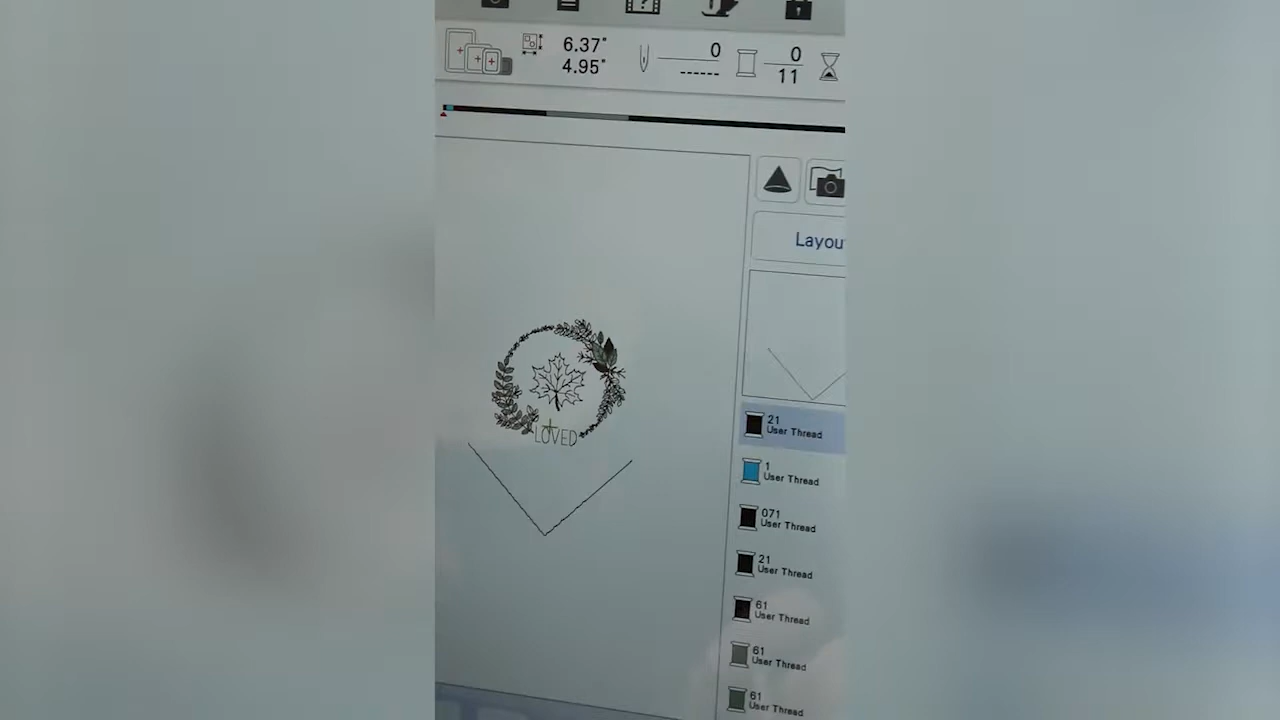 6.37"
4.95"
0
0
11
LOVED
21
User Thread
1
User Thread
071
User Thread
21
User Thread
61
User Thread
61
User Thread
61
User Thread